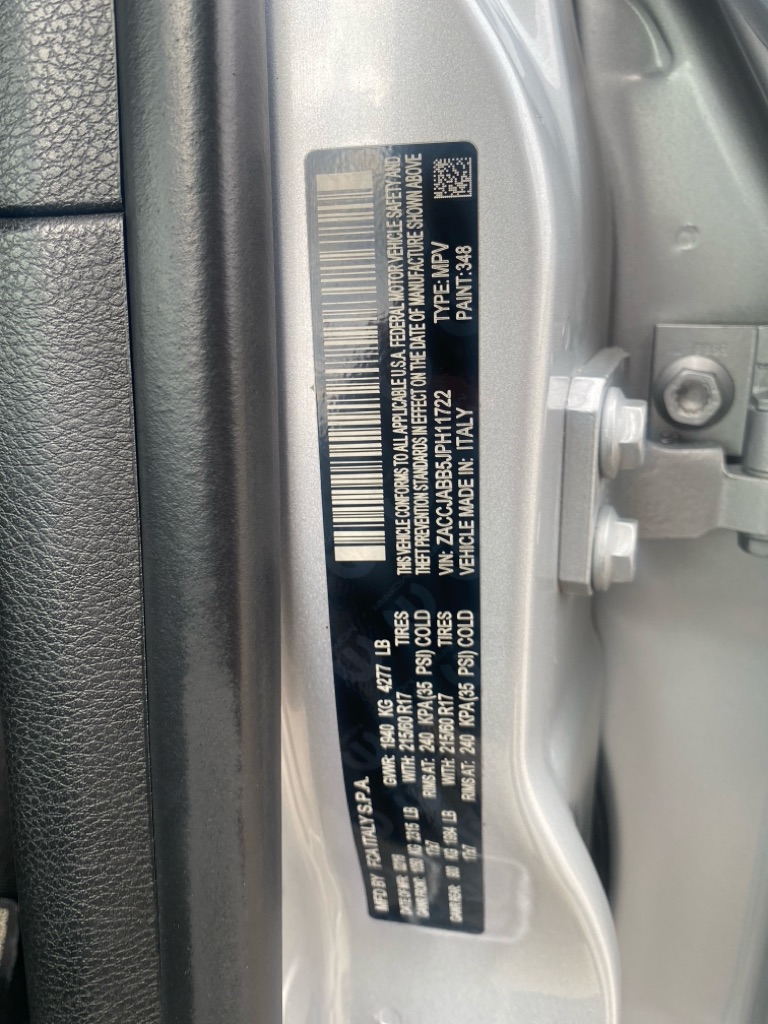 MFD BY FCA ITALY S.P.A.
GVWR: 1940 KG 4277 LB
WITH: 215/60 R17 TIRES
RIMS AT: 240 KPA(35 PSI) COLD
WITH: 215/60 R17 TIRES
RIMS AT: 240 KPA(35 PSI) COLD
THIS VEHICLE CONFORMS TO ALL APPLICABLE U.S.A. FEDERAL MOTOR VEHICLE SAFETY AND
THEFT PREVENTION STANDARDS IN EFFECT ON THE DATE OF MANUFACTURE SHOWN ABOVE
VIN: ZACCJABB5JPH11722 TYPE: MPV
VEHICLE MADE IN: ITALY PAINT: 348